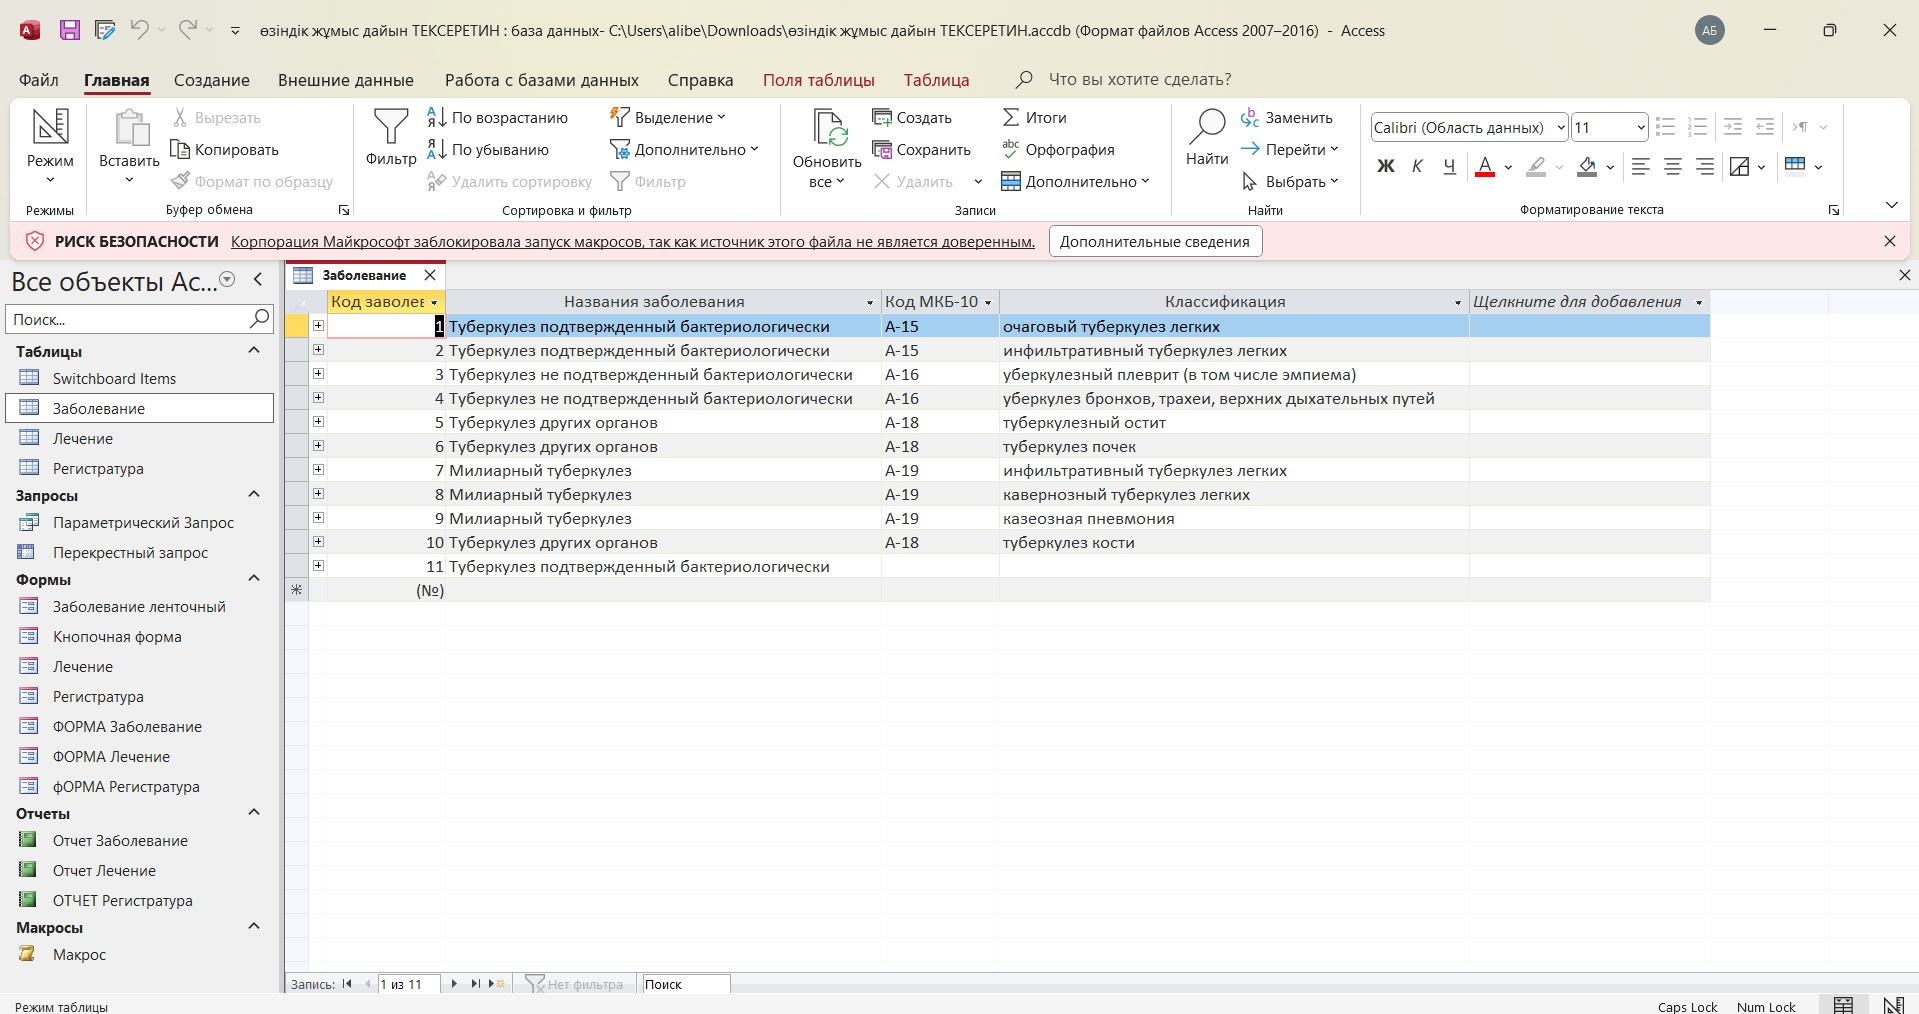 өзіндік жұмыс дайын ТЕКСЕРЕТИН : база данных- C:\Users\alibe\Downloads\өзіндік жұмыс дайын ТЕКСЕРЕТИН.accdb (Формат файлов Access 2007–2016) - Access
АБ
Файл Главная Создание Внешние данные Работа с базами данных Справка Поля таблицы Таблица Что вы хотите сделать?
Режим
Режимы
Вставить
Вырезать
Копировать
Формат по образцу
Буфер обмена
Фильтр
По возрастанию
По убыванию
Удалить сортировку
Выделение
Дополнительно
Фильтр
Сортировка и фильтр
Обновить
все
Создать
Сохранить
Удалить
Итоги
Орфография
Дополнительно
Записи
Найти
Заменить
Перейти
Выбрать
Найти
Calibri (Область данных) 11
Ж К Ч A
Форматирование текста
РИСК БЕЗОПАСНОСТИ Корпорация Майкрософт заблокировала запуск макросов, так как источник этого файла не является доверенным. Дополнительные сведения
Все объекты Ac...
Поиск...
Таблицы
Switchboard Items
Заболевание
Лечение
Регистратура
Запросы
Параметрический Запрос
Перекрестный запрос
Формы
Заболевание ленточный
Кнопочная форма
Лечение
Регистратура
ФОРМА Заболевание
ФОРМА Лечение
фОРМА Регистратура
Отчеты
Отчет Заболевание
Отчет Лечение
ОТЧЕТ Регистратура
Макросы
Макрос
Заболевание
Код заволев Названия заболевания Код МКБ-10 Классификация Щелкните для добавления
1 Туберкулез подтвержденный бактериологически А-15 очаговый туберкулез легких
2 Туберкулез подтвержденный бактериологически А-15 инфильтративный туберкулез легких
3 Туберкулез не подтвержденный бактериологически А-16 уберкулезный плеврит (в том числе эмпиема)
4 Туберкулез не подтвержденный бактериологически А-16 уберкулез бронхов, трахеи, верхних дыхательных путей
5 Туберкулез других органов А-18 туберкулезный остит
6 Туберкулез других органов А-18 туберкулез почек
7 Милиарный туберкулез А-19 инфильтративный туберкулез легких
8 Милиарный туберкулез А-19 кавернозный туберкулез легких
9 Милиарный туберкулез А-19 казеозная пневмония
10 Туберкулез других органов А-18 туберкулез кости
11 Туберкулез подтвержденный бактериологически
(№)
Запись: 1 из 11 Нет фильтра Поиск
Режим таблицы Caps Lock Num Lock